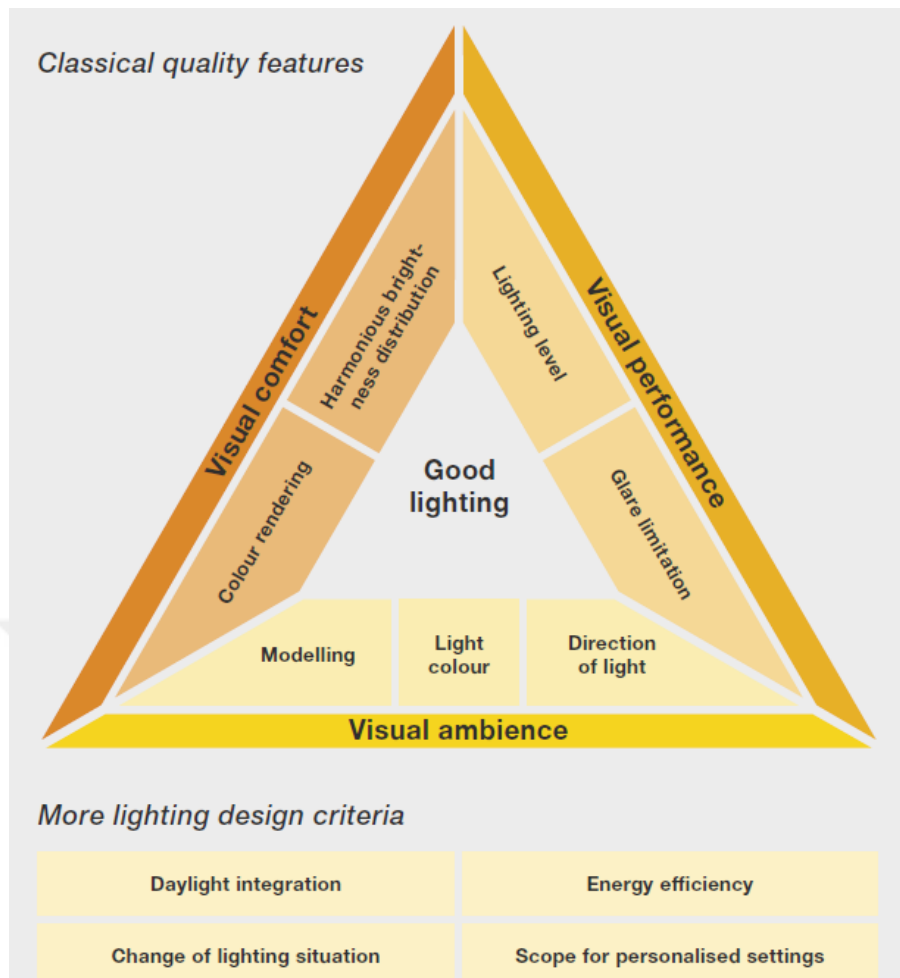 Classical quality features
Visual comfort
Harmonious bright-
ness distribution
Colour rendering
Visual performance
Lighting level
Glare limitation
Good
lighting
Modelling
Light
colour
Direction
of light
Visual ambience
More lighting design criteria
Daylight integration
Energy efficiency
Change of lighting situation
Scope for personalised settings